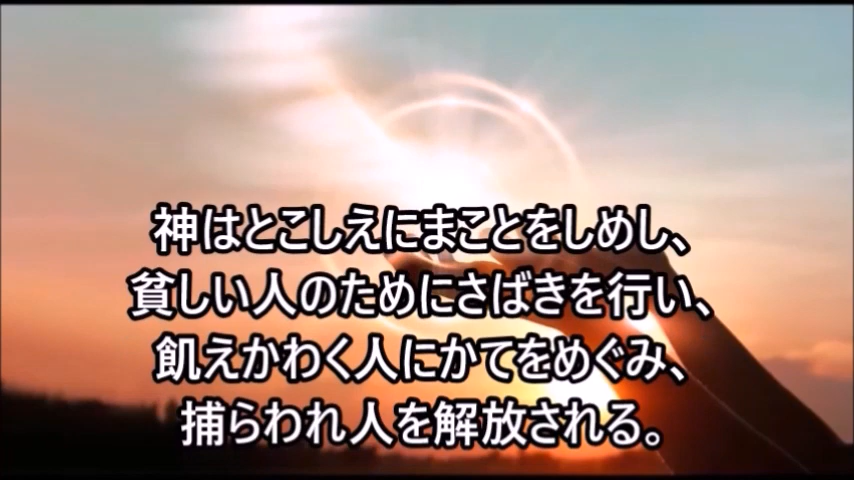 神はとこしえにまことをしめし、
貧しい人のためにさばきを行い、
飢えかわく人にかてをめぐみ、
捕らわれ人を解放される。